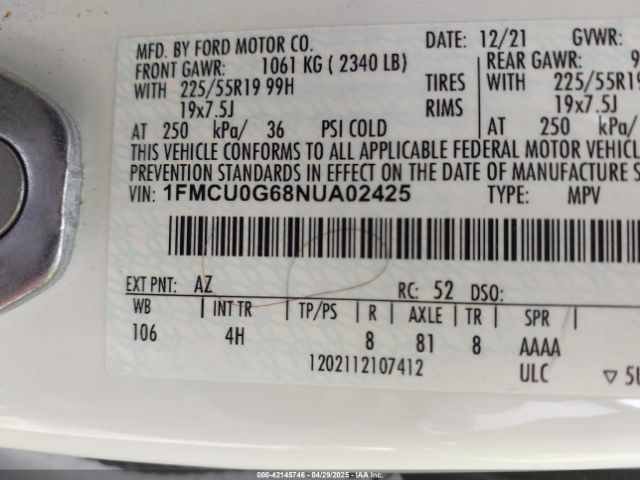 MFD. BY FORD MOTOR CO. DATE: 12/21 GVWR:
FRONT GAWR: 1061 KG ( 2340 LB) REAR GAWR: 9
WITH 225/55R19 99H TIRES WITH 225/55R19
19x7.5J RIMS 19x7.5J
AT 250 kPa/ 36 PSI COLD AT 250 kPa/
THIS VEHICLE CONFORMS TO ALL APPLICABLE FEDERAL MOTOR VEHICL
PREVENTION STANDARDS IN EFFECT ON THE DATE OF MANUFACTURE S
VIN: 1FMCU0G68NUA02425 TYPE: MPV
EXT PNT: AZ RC: 52 DSO:
WB INT TR TP/PS R AXLE TR SPR
106 4H 8 81 8 AAAA
1202112107412 ULC ▽ 5U
000-42145746 - 04/29/2025 - IAA Inc.